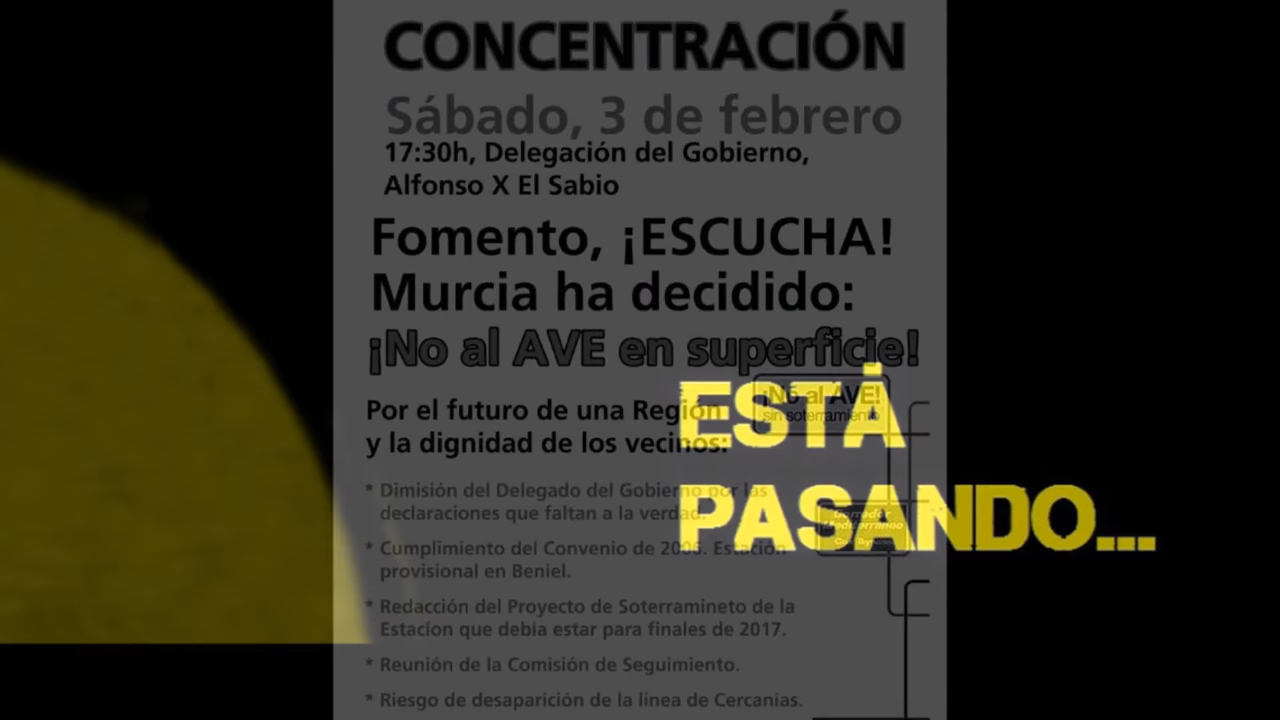 CONCENTRACIÓN
Sábado, 3 de febrero
17:30h, Delegación del Gobierno,
Alfonso X El Sabio
Fomento, ¡ESCUCHA!
Murcia ha decidido:
¡No al AVE en superficie!
¡No al AVE!
sin soterramiento
ESTÁ
PASANDO...
Por el futuro de una Región
y la dignidad de los vecinos:
* Dimisión del Delegado del Gobierno por las
declaraciones que faltan a la verdad.
* Cumplimiento del Convenio de 2006. Estación
provisional en Beniel.
Corredor
Mediterraneo
* Redacción del Proyecto de Soterramineto de la
Estacion que debia estar para finales de 2017.
* Reunión de la Comisión de Seguimiento.
* Riesgo de desaparición de la linea de Cercanías.